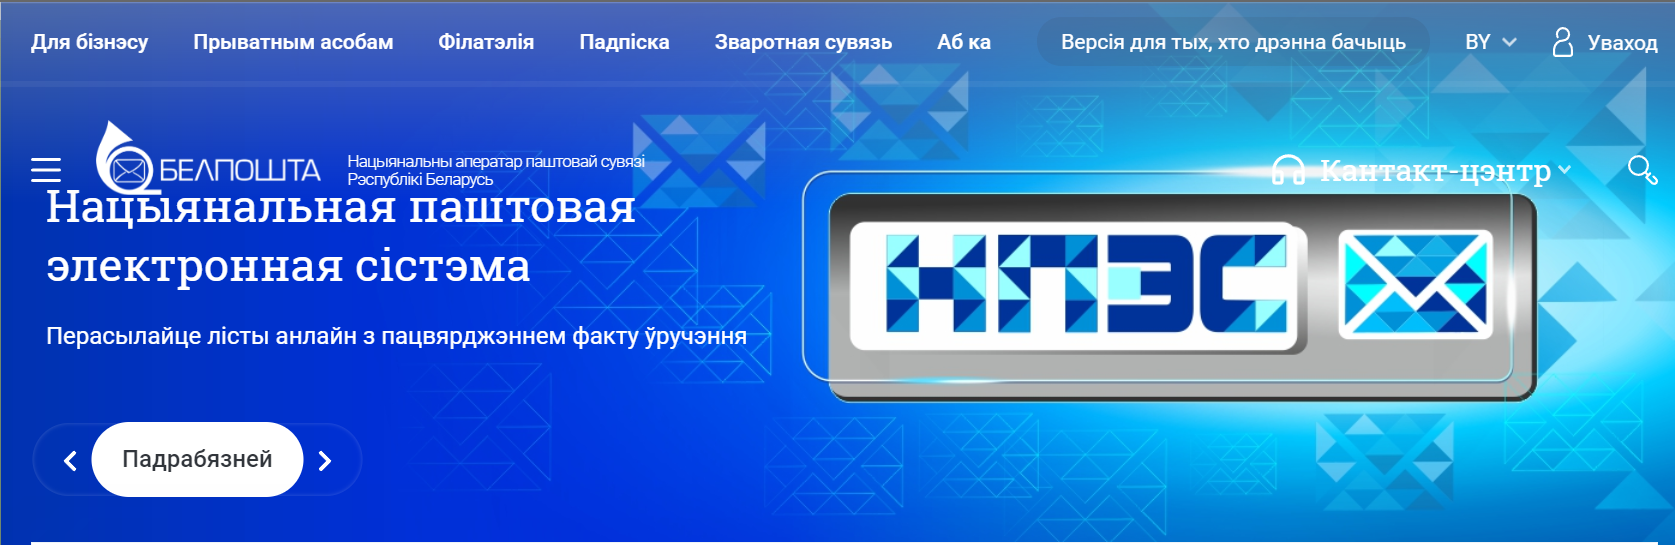 Для бізнэсу Прыватным асобам Філатэлія Падпіска Зваротная сувязь Аб ка Версія для тых, хто дрэнна бачыць BY Уваход
БЕЛПОШТА Нацыянальны аператар паштовай сувязі
Рэспублікі Беларусь
Кантакт-цэнтр
Нацыянальная паштовая
электронная сістэма
НПЭС
Перасылайце лісты анлайн з пацвярджэннем факту ўручэння
Падрабязней